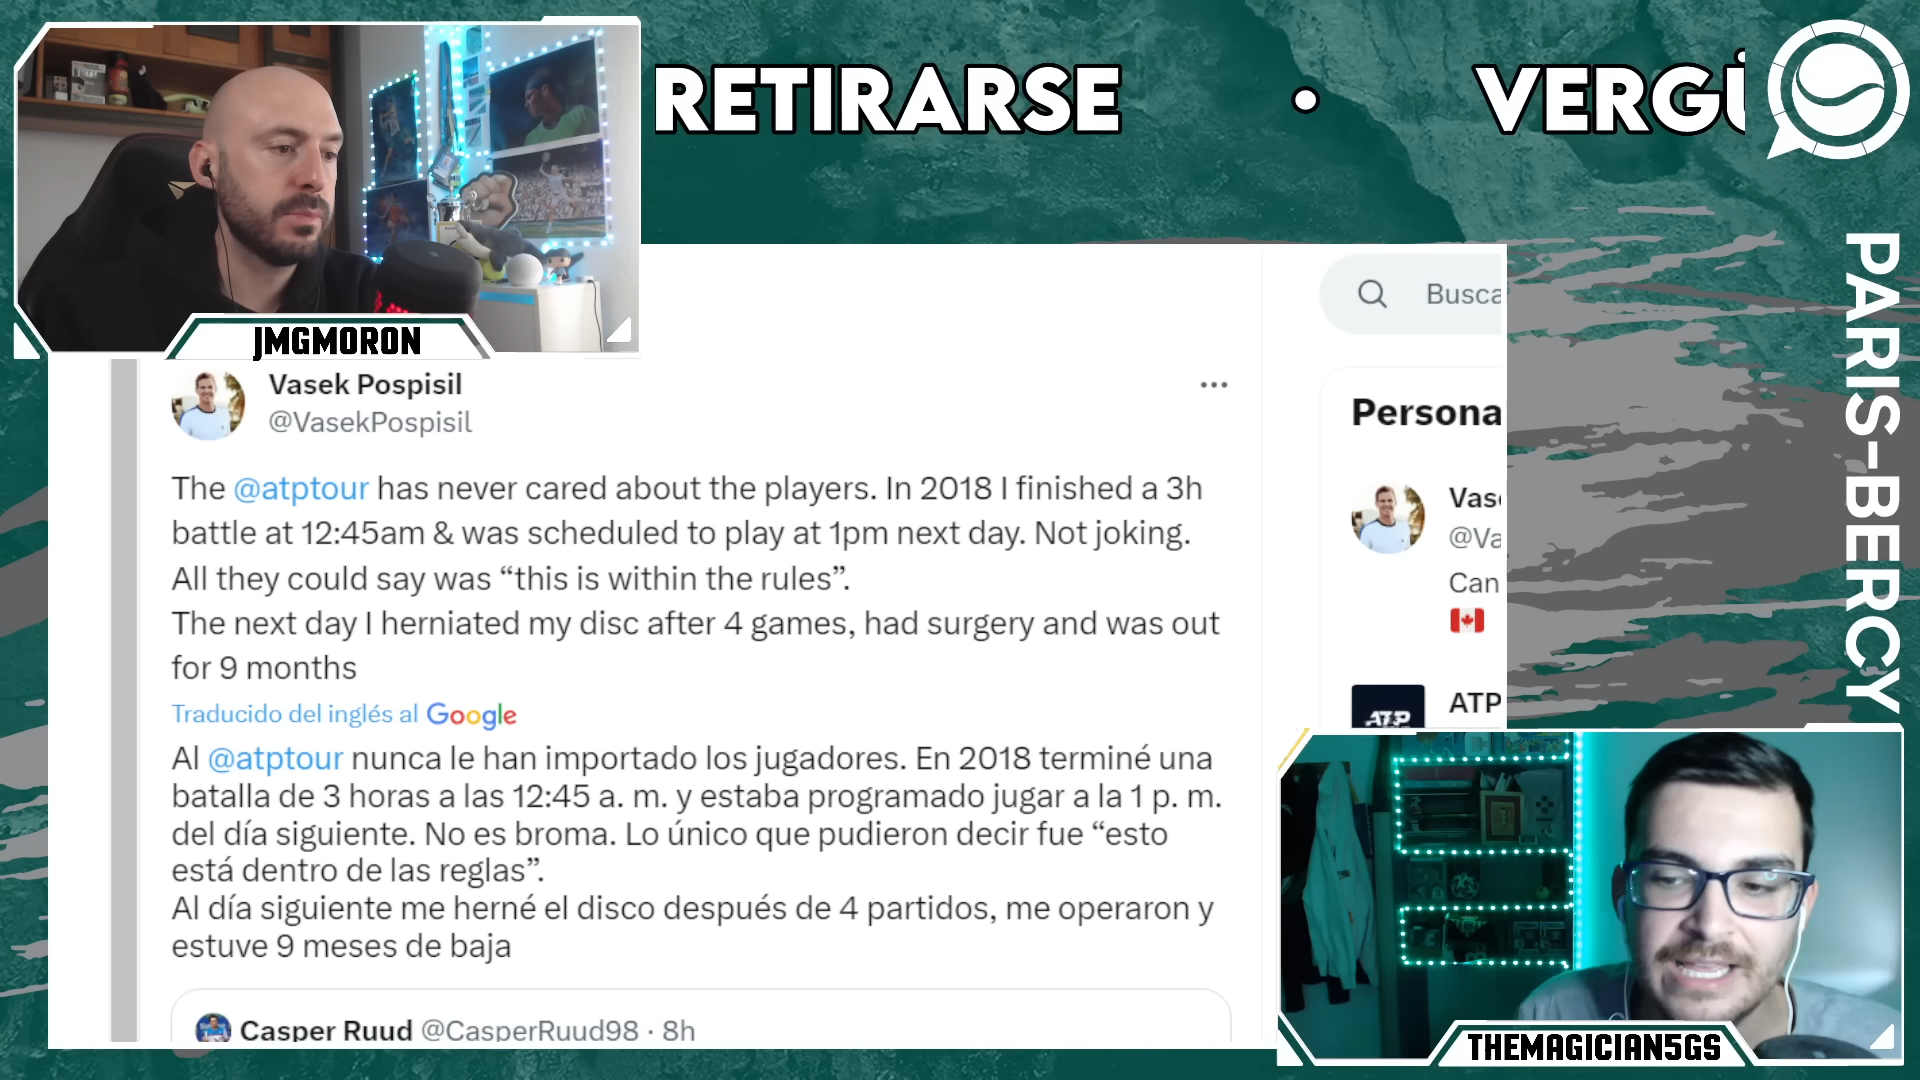 RETIRARSE • VERGÜ
JMGMORON
Busca
Vasek Pospisil
@VasekPospisil
The @atptour has never cared about the players. In 2018 I finished a 3h
battle at 12:45am & was scheduled to play at 1pm next day. Not joking.
All they could say was “this is within the rules”.
The next day I herniated my disc after 4 games, had surgery and was out
for 9 months
Traducido del inglés al Google
Al @atptour nunca le han importado los jugadores. En 2018 terminé una
batalla de 3 horas a las 12:45 a. m. y estaba programado jugar a la 1 p. m.
del día siguiente. No es broma. Lo único que pudieron decir fue “esto
está dentro de las reglas”.
Al día siguiente me herné el disco después de 4 partidos, me operaron y
estuve 9 meses de baja
Casper Ruud @CasperRuud98 · 8h
Persona
Vas
@Va
Can
ATP
ATP
PARIS-BERCY
THEMAGICIAN5GS